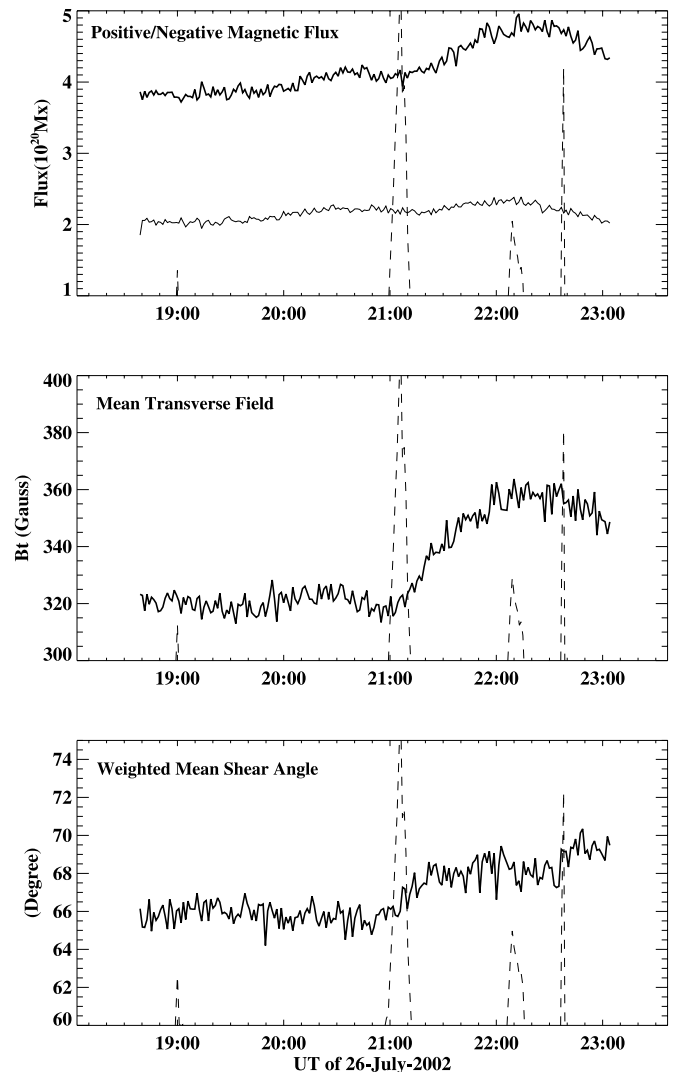 Positive/Negative Magnetic Flux
Flux(10²⁰Mx)
5
4
3
2
1
19:00 20:00 21:00 22:00 23:00
Mean Transverse Field
Bt (Gauss)
400
380
360
340
320
300
19:00 20:00 21:00 22:00 23:00
Weighted Mean Shear Angle
(Degree)
74
72
70
68
66
64
62
60
19:00 20:00 21:00 22:00 23:00
UT of 26-July-2002